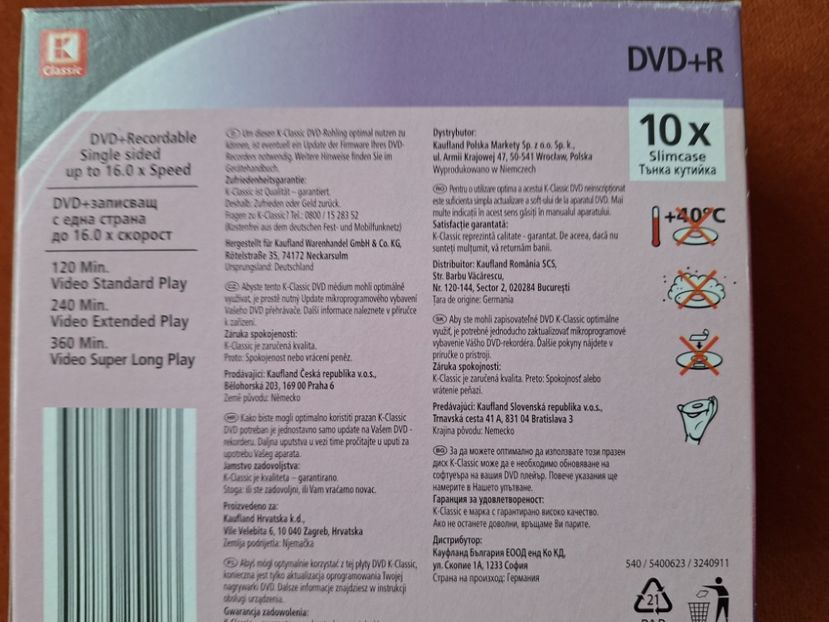 K
Classic
DVD+R
10 x
Slimcase
Тънка кутийка
+40°C
DVD+Recordable
Single sided
up to 16.0 x Speed
DVD+записващ
с една страна
до 16.0 х скорост
120 Min.
Video Standard Play
240 Min.
Video Extended Play
360 Min.
Video Super Long Play
D Um diesen K-Classic DVD-Rohling optimal nutzen zu
können, ist eventuell ein Update der Firmware Ihres DVD-
Recorders notwendig. Weitere Hinweise finden Sie im
Gerätehandbuch.
Zufriedenheitsgarantie:
K-Classic ist Qualität – garantiert.
Deshalb: Zufrieden oder Geld zurück.
Fragen zu K-Classic? Tel.: 0800 / 15 283 52
(Kostenfrei aus dem deutschen Fest- und Mobilfunknetz)
Hergestellt für Kaufland Warenhandel GmbH & Co. KG,
Rötelstraße 35, 74172 Neckarsulm
Ursprungsland: Deutschland
CZ Abyste tento K-Classic DVD médium mohli optimálně
využívat, je prostě nutný Update mikroprogramového vybavení
Vašeho DVD přehrávače. Další informace naleznete v příručce
k zařízení.
Záruka spokojenosti:
K-Classic je zaručená kvalita.
Proto: Spokojenost nebo vrácení peněz.
Prodávající: Kaufland Česká republika v.o.s.,
Bělohorská 203, 169 00 Praha 6
Země původu: Německo
HR Kako biste mogli optimalno koristiti prazan K-Classic
DVD potreban je jednostavno samo update na Vašem DVD -
rekorderu. Daljna uputstva u vezi time pročitajte u uputi za
upotrebu Vašeg aparata.
Jamstvo zadovoljstva:
K-Classic je kvaliteta – garantirano.
Stoga: ili ste zadovoljni, ili Vam vraćamo novac.
Proizvedeno za:
Kaufland Hrvatska k.d.,
Vile Velebita 6, 10 040 Zagreb, Hrvatska
Zemlja podrijetla: Njemačka
PL Abyś mógł optymalnie korzystać z tej płyty DVD K-Classic,
konieczna jest tylko aktualizacja oprogramowania Twojej
nagrywarki DVD. Dalsze informacje znajdziesz w instrukcji
obsługi urządzenia.
Gwarancja zadowolenia:
Dystrybutor:
Kaufland Polska Markety Sp. z o.o. Sp. k.,
ul. Armii Krajowej 47, 50-541 Wrocław, Polska
Wyprodukowano w Niemczech
RO Pentru o utilizare optima a acestui K-Classic DVD neinscripționat
este suficienta simpla actualizare a soft-ului de la aparatul DVD. Mai
multe indicații in acest sens găsiți în manualul aparatului.
Satisfacție garantată:
K-Classic reprezintă calitate - garantat. De aceea, dacă nu
sunteți mulțumit, vă returnăm banii.
Distribuitor: Kaufland România SCS,
Str. Barbu Văcărescu,
Nr. 120-144, Sector 2, 020284 București
Țara de origine: Germania
SK Aby ste mohli zapisovateľné DVD K-Classic optimálne
využiť, je potrebné jednoducho zaktualizovať mikroprogramové
vybavenie Vášho DVD-rekordéra. Ďalšie pokyny nájdete v
príručke o prístroji.
Záruka spokojenosti:
K-Classic je zaručená kvalita. Preto: Spokojnosť alebo
vrátenie peňazí.
Predávajúci: Kaufland Slovenská republika v.o.s.,
Trnavská cesta 41 A, 831 04 Bratislava 3
Krajina pôvodu: Nemecko
BG За да можете оптимално да използвате този празен
диск K-Classic може да е необходимо обновяване на
софтуера на вашия DVD плейър. Повече указания ще
намерите в Нашето упътване.
Гаранция за удовлетвореност:
K-Classic е марка с гарантирано високо качество.
Ако не останете доволни, връщаме Ви парите.
Дистрибутор:
Кауфланд България ЕООД енд Ко КД,
ул. Скопие 1А, 1233 София
Страна на произход: Германия
540 / 5400623 / 3240911
21
PAP